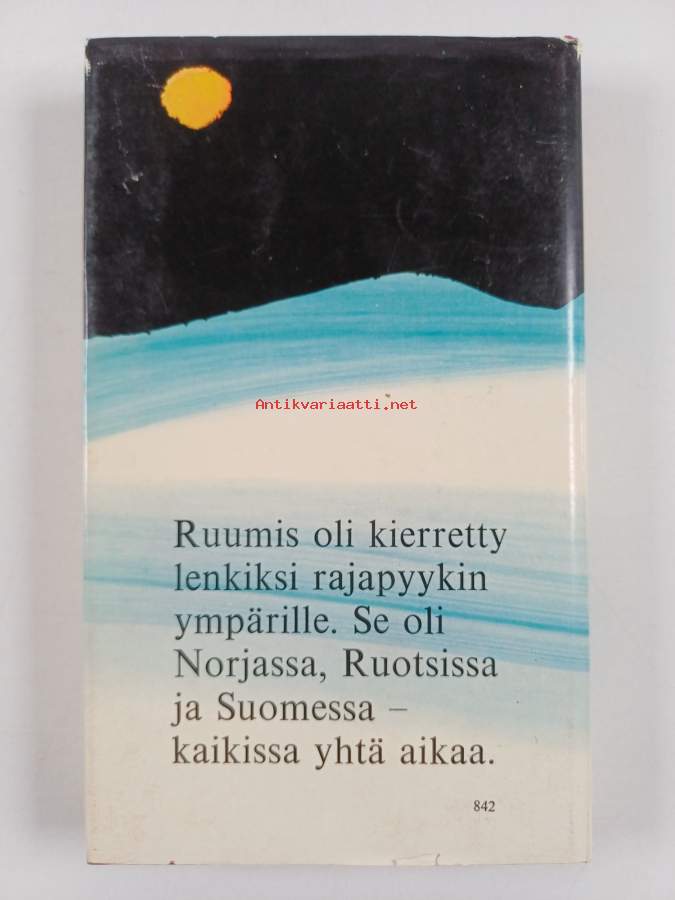 Antikvariaatti.net
Ruumis oli kierretty
lenkiksi rajapyykin
ympärille. Se oli
Norjassa, Ruotsissa
ja Suomessa –
kaikissa yhtä aikaa.
842